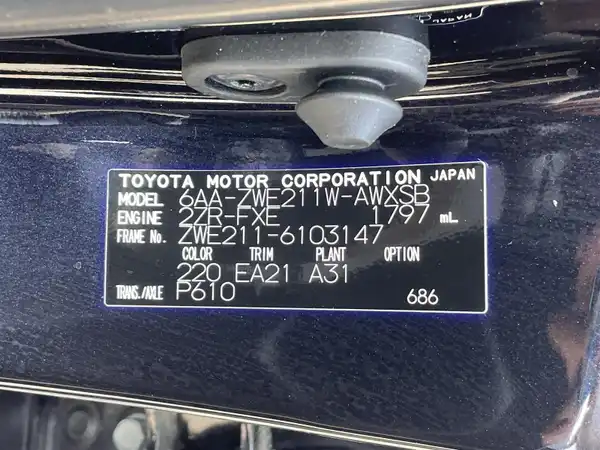 TOYOTA MOTOR CORPORATION JAPAN
MODEL 6AA-ZWE211W-AWXSB
ENGINE 2ZR-FXE 1797 mL
FRAME No. ZWE211-6103147
COLOR TRIM PLANT OPTION
220 EA21 A31
TRANS./AXLE P610 686